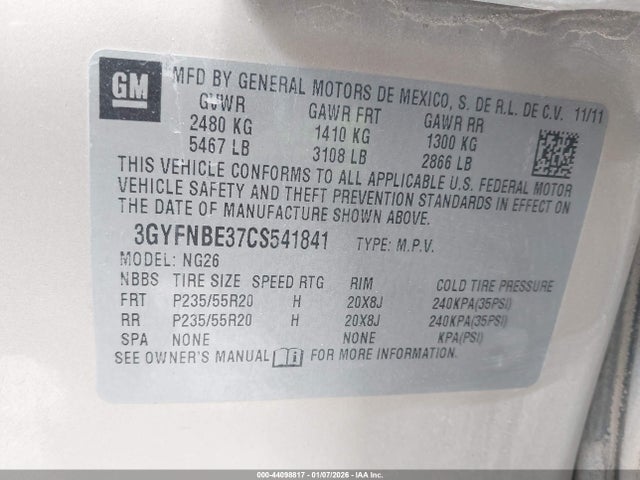 GM
MFD BY GENERAL MOTORS DE MEXICO, S. DE R.L. DE C.V. 11/11
GVWR GAWR FRT GAWR RR
2480 KG 1410 KG 1300 KG
5467 LB 3108 LB 2866 LB
THIS VEHICLE CONFORMS TO ALL APPLICABLE U.S. FEDERAL MOTOR
VEHICLE SAFETY AND THEFT PREVENTION STANDARDS IN EFFECT ON
THE DATE OF MANUFACTURE SHOWN ABOVE.
3GYFNBE37CS541841 TYPE: M.P.V.
MODEL: NG26
NBBS TIRE SIZE SPEED RTG RIM COLD TIRE PRESSURE
FRT P235/55R20 H 20X8J 240KPA(35PSI)
RR P235/55R20 H 20X8J 240KPA(35PSI)
SPA NONE NONE KPA(PSI)
SEE OWNER'S MANUAL FOR MORE INFORMATION.
000-44098817 - 01/07/2026 - IAA Inc.